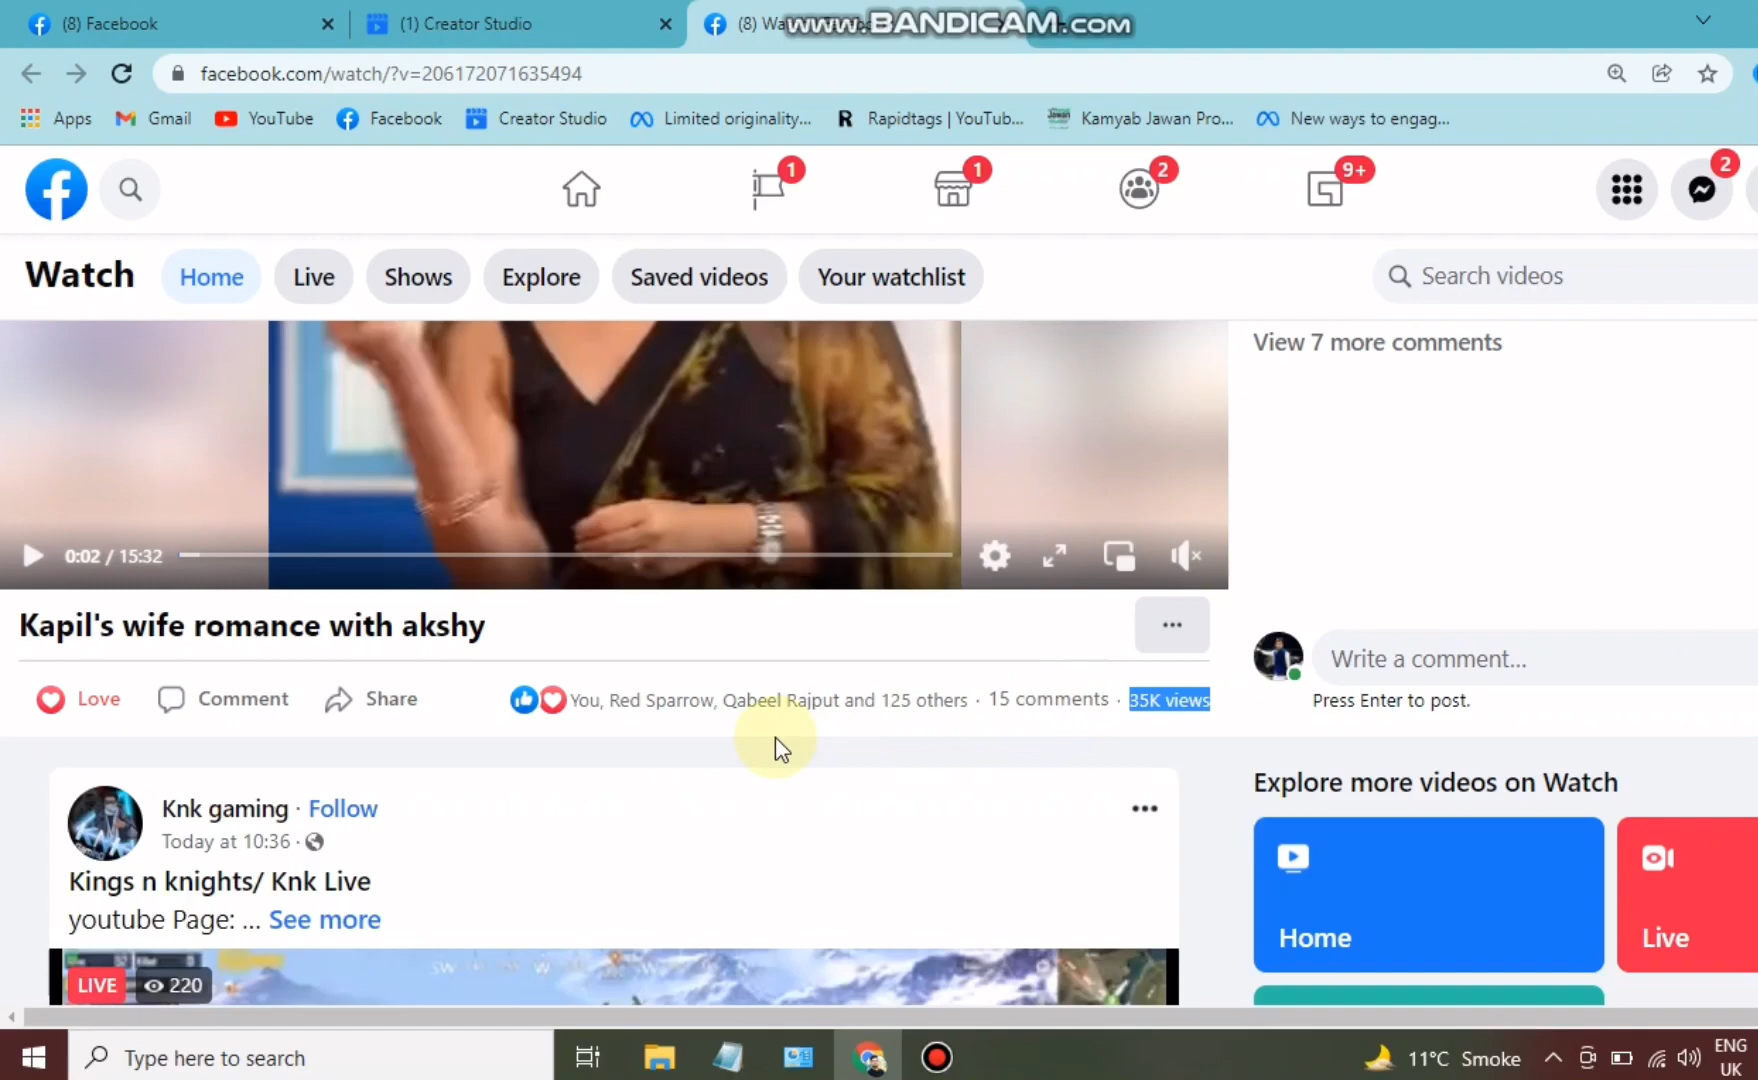 (8) Facebook
(1) Creator Studio
(8) Wa
www.BANDICAM.com
facebook.com/watch/?v=206172071635494
Apps
Gmail
YouTube
Facebook
Creator Studio
Limited originality...
R
Rapidtags | YouTub...
Kamyab Jawan Pro...
New ways to engag...
1
1
2
9+
2
Watch
Home
Live
Shows
Explore
Saved videos
Your watchlist
Search videos
View 7 more comments
0:02 / 15:32
Kapil's wife romance with akshy
...
Love
Comment
Share
You, Red Sparrow, Qabeel Rajput and 125 others · 15 comments · 35K views
Write a comment...
Press Enter to post.
Knk gaming · Follow
Today at 10:36 ·
Kings n knights/ Knk Live
youtube Page: ... See more
LIVE
220
SW
W
Explore more videos on Watch
Home
Live
Type here to search
11°C Smoke
ENG
UK